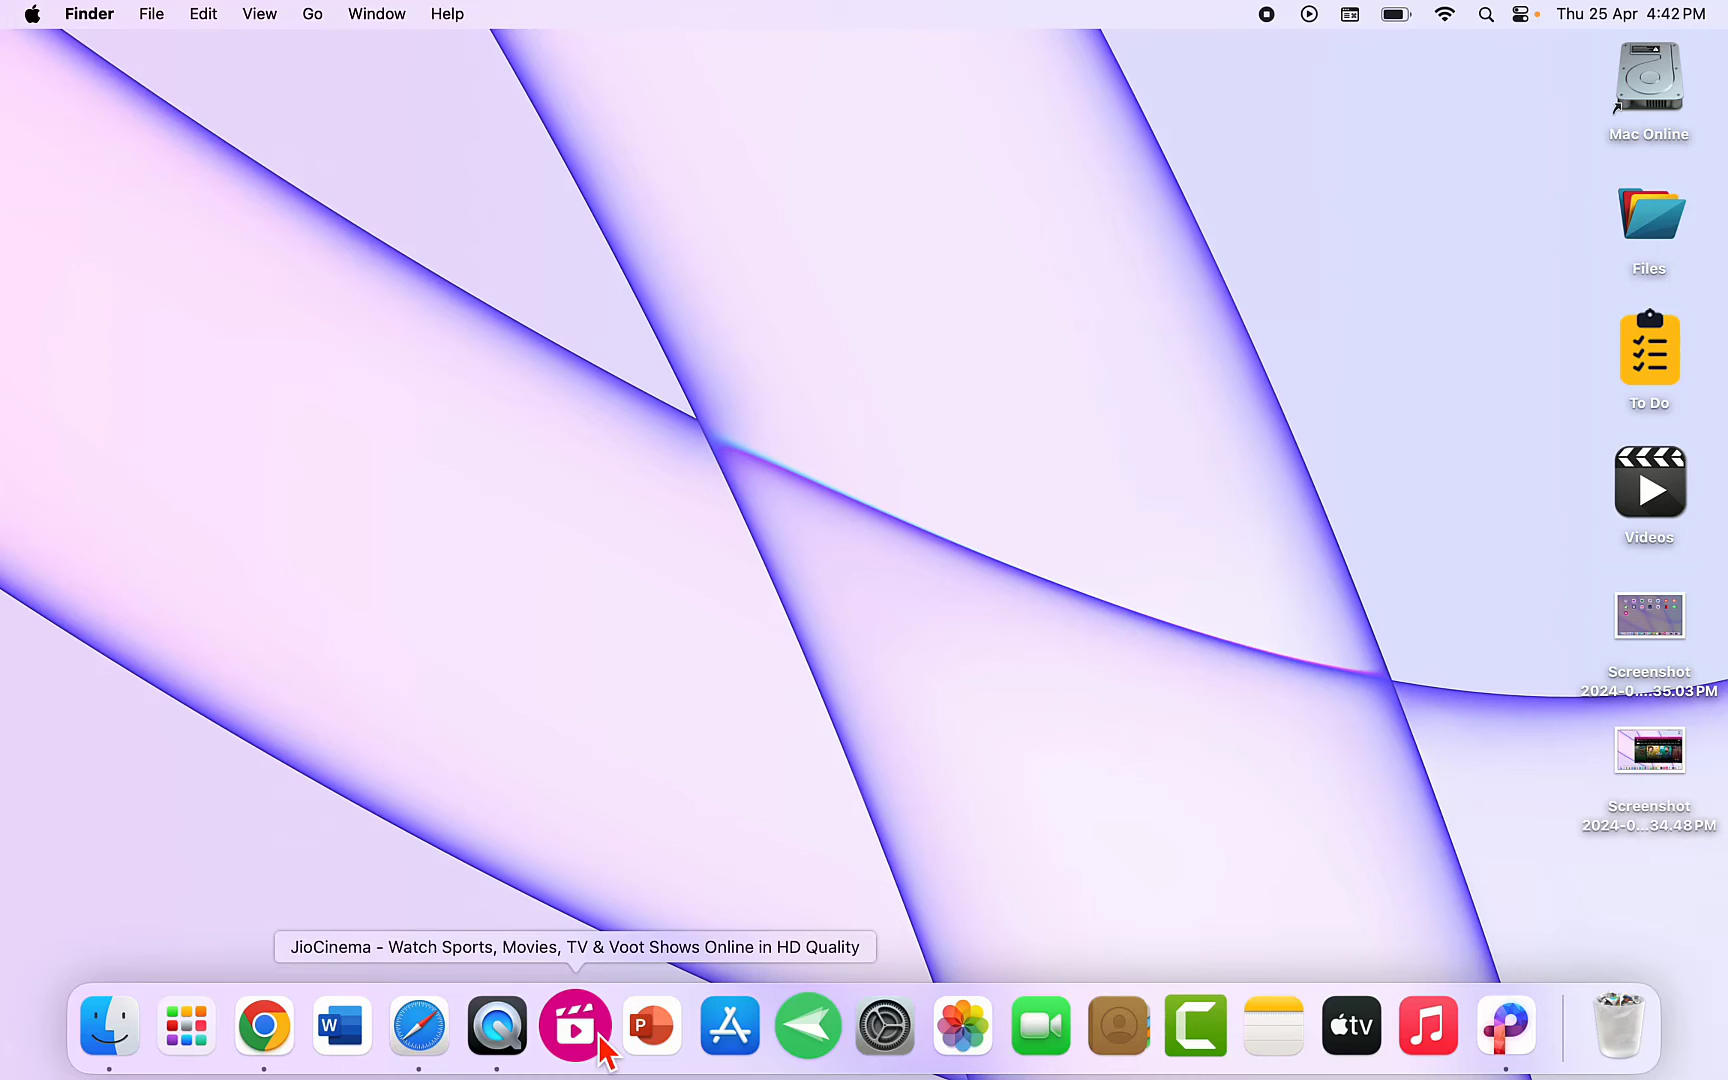 Finder File Edit View Go Window Help Thu 25 Apr 4:42 PM
Mac Online
Files
To Do
Videos
Screenshot
2024-0....35.03 PM
Screenshot
2024-0...34.48 PM
JioCinema - Watch Sports, Movies, TV & Voot Shows Online in HD Quality
W
P
tv